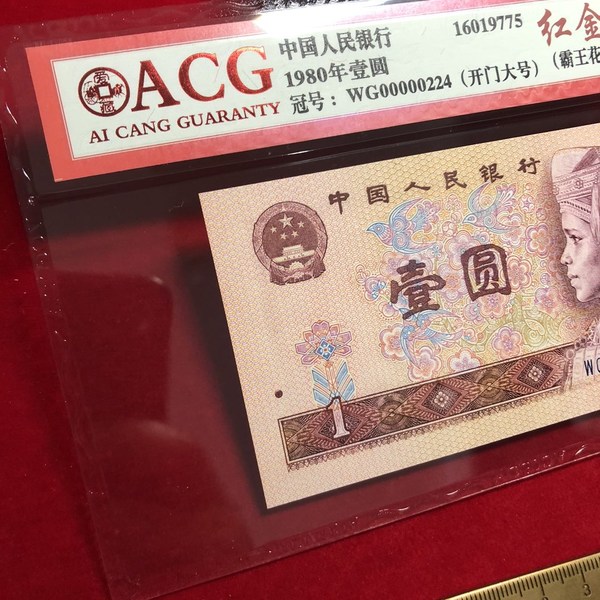 ACG
AI CANG GUARANTY
中国人民银行
1980年壹圆
冠号：WG00000224（开门大号）
16019775
红金
（霸王花
中国人民银行
壹圆
1
3